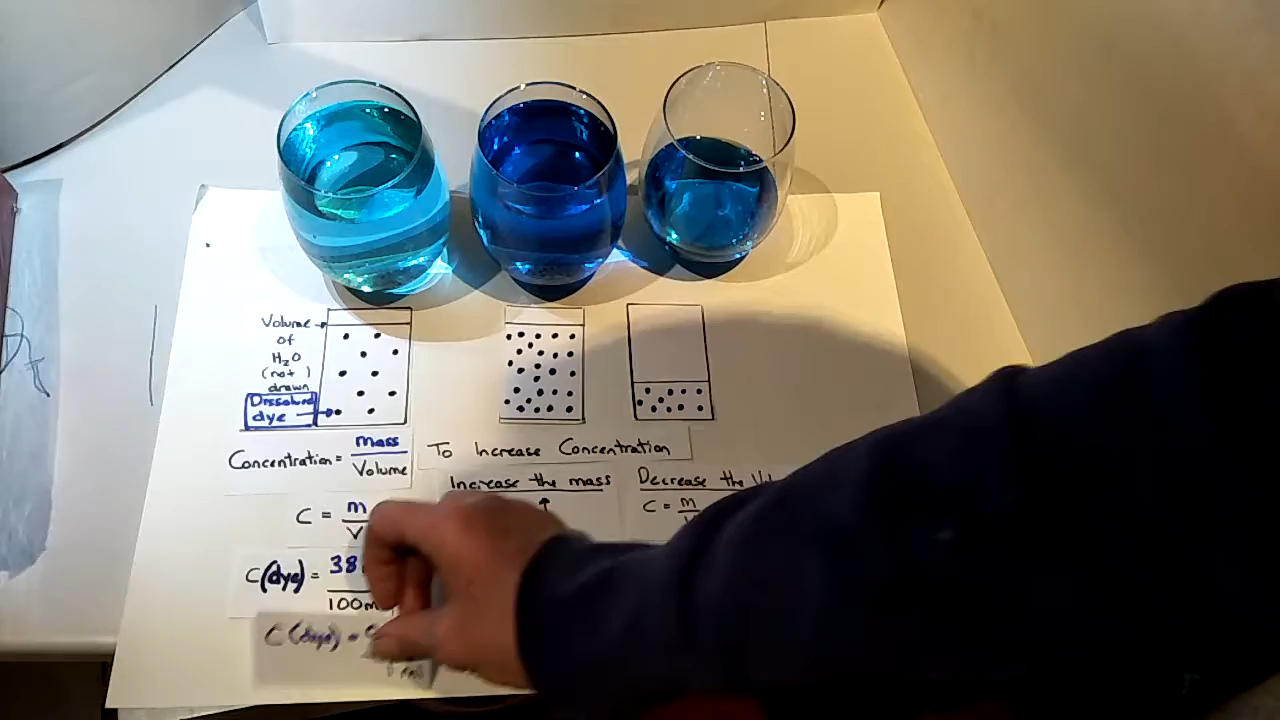 Volume
of
H₂O
(not)
drawn
Dissolved
dye
Concentration = mass
Volume
To Increase Concentration
Increase the mass
Decrease the
C = m
V
C = m
V
C(dye) = 38
100m